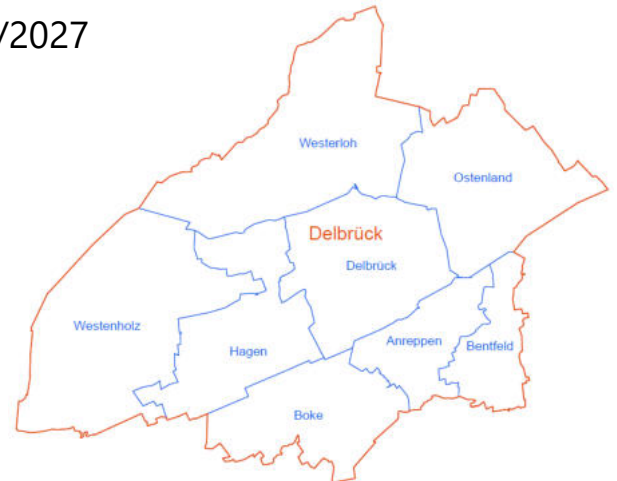 /2027
Westerloh
Ostenland
Delbrück
Delbrück
Westenholz
Hagen
Anreppen
Bentfeld
Boke